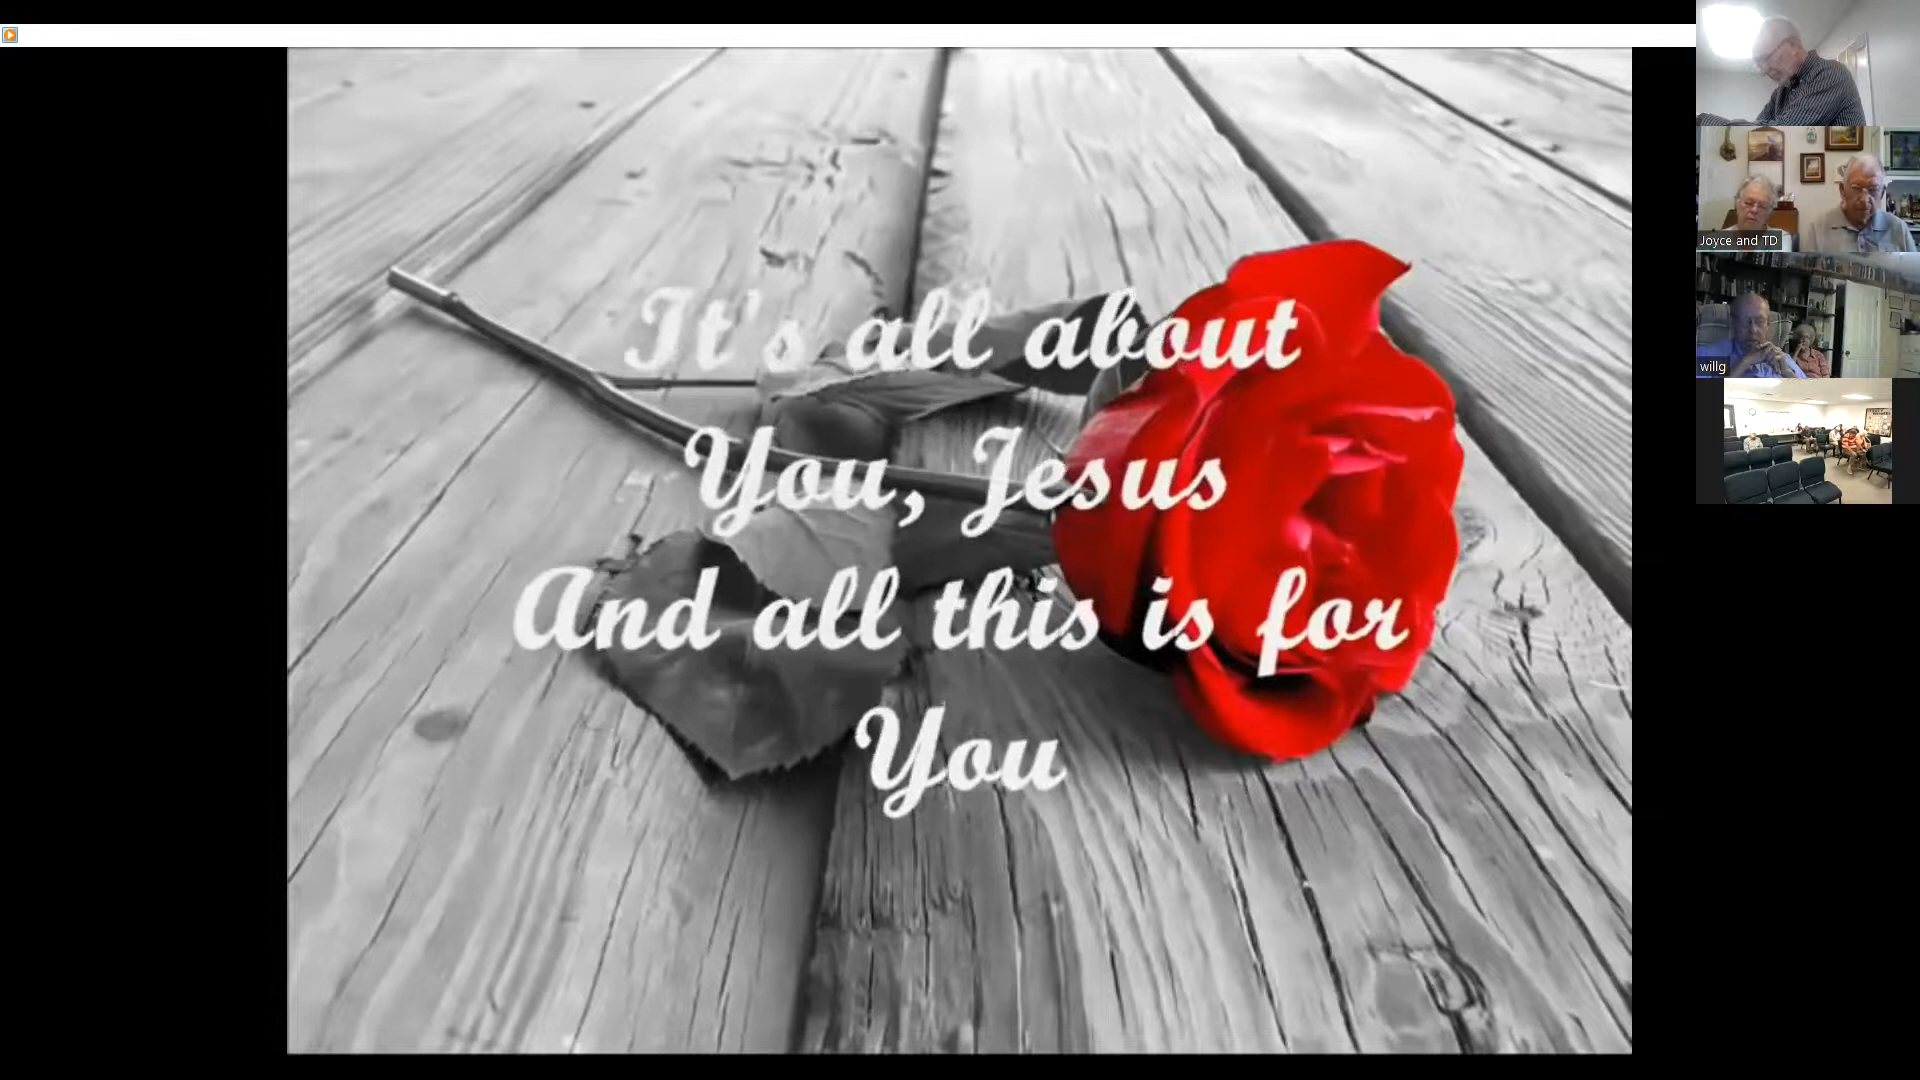 It's all about
You, Jesus
And all this is for
You
Joyce and TD
willg